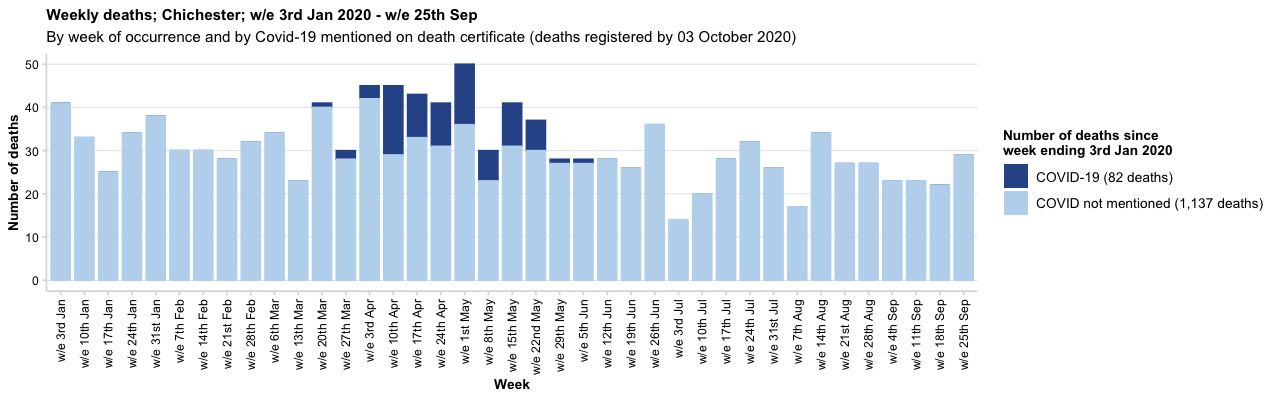 Weekly deaths; Chichester; w/e 3rd Jan 2020 - w/e 25th Sep
By week of occurrence and by Covid-19 mentioned on death certificate (deaths registered by 03 October 2020)
Number of deaths
50
40
30
20
10
0
w/e 3rd Jan
w/e 10th Jan
w/e 17th Jan
w/e 24th Jan
w/e 31st Jan
w/e 7th Feb
w/e 14th Feb
w/e 21st Feb
w/e 28th Feb
w/e 6th Mar
w/e 13th Mar
w/e 20th Mar
w/e 27th Mar
w/e 3rd Apr
w/e 10th Apr
w/e 17th Apr
w/e 24th Apr
w/e 1st May
w/e 8th May
w/e 15th May
w/e 22nd May
w/e 29th May
w/e 5th Jun
w/e 12th Jun
w/e 19th Jun
w/e 26th Jun
w/e 3rd Jul
w/e 10th Jul
w/e 17th Jul
w/e 24th Jul
w/e 31st Jul
w/e 7th Aug
w/e 14th Aug
w/e 21st Aug
w/e 28th Aug
w/e 4th Sep
w/e 11th Sep
w/e 18th Sep
w/e 25th Sep
Week
Number of deaths since
week ending 3rd Jan 2020
COVID-19 (82 deaths)
COVID not mentioned (1,137 deaths)